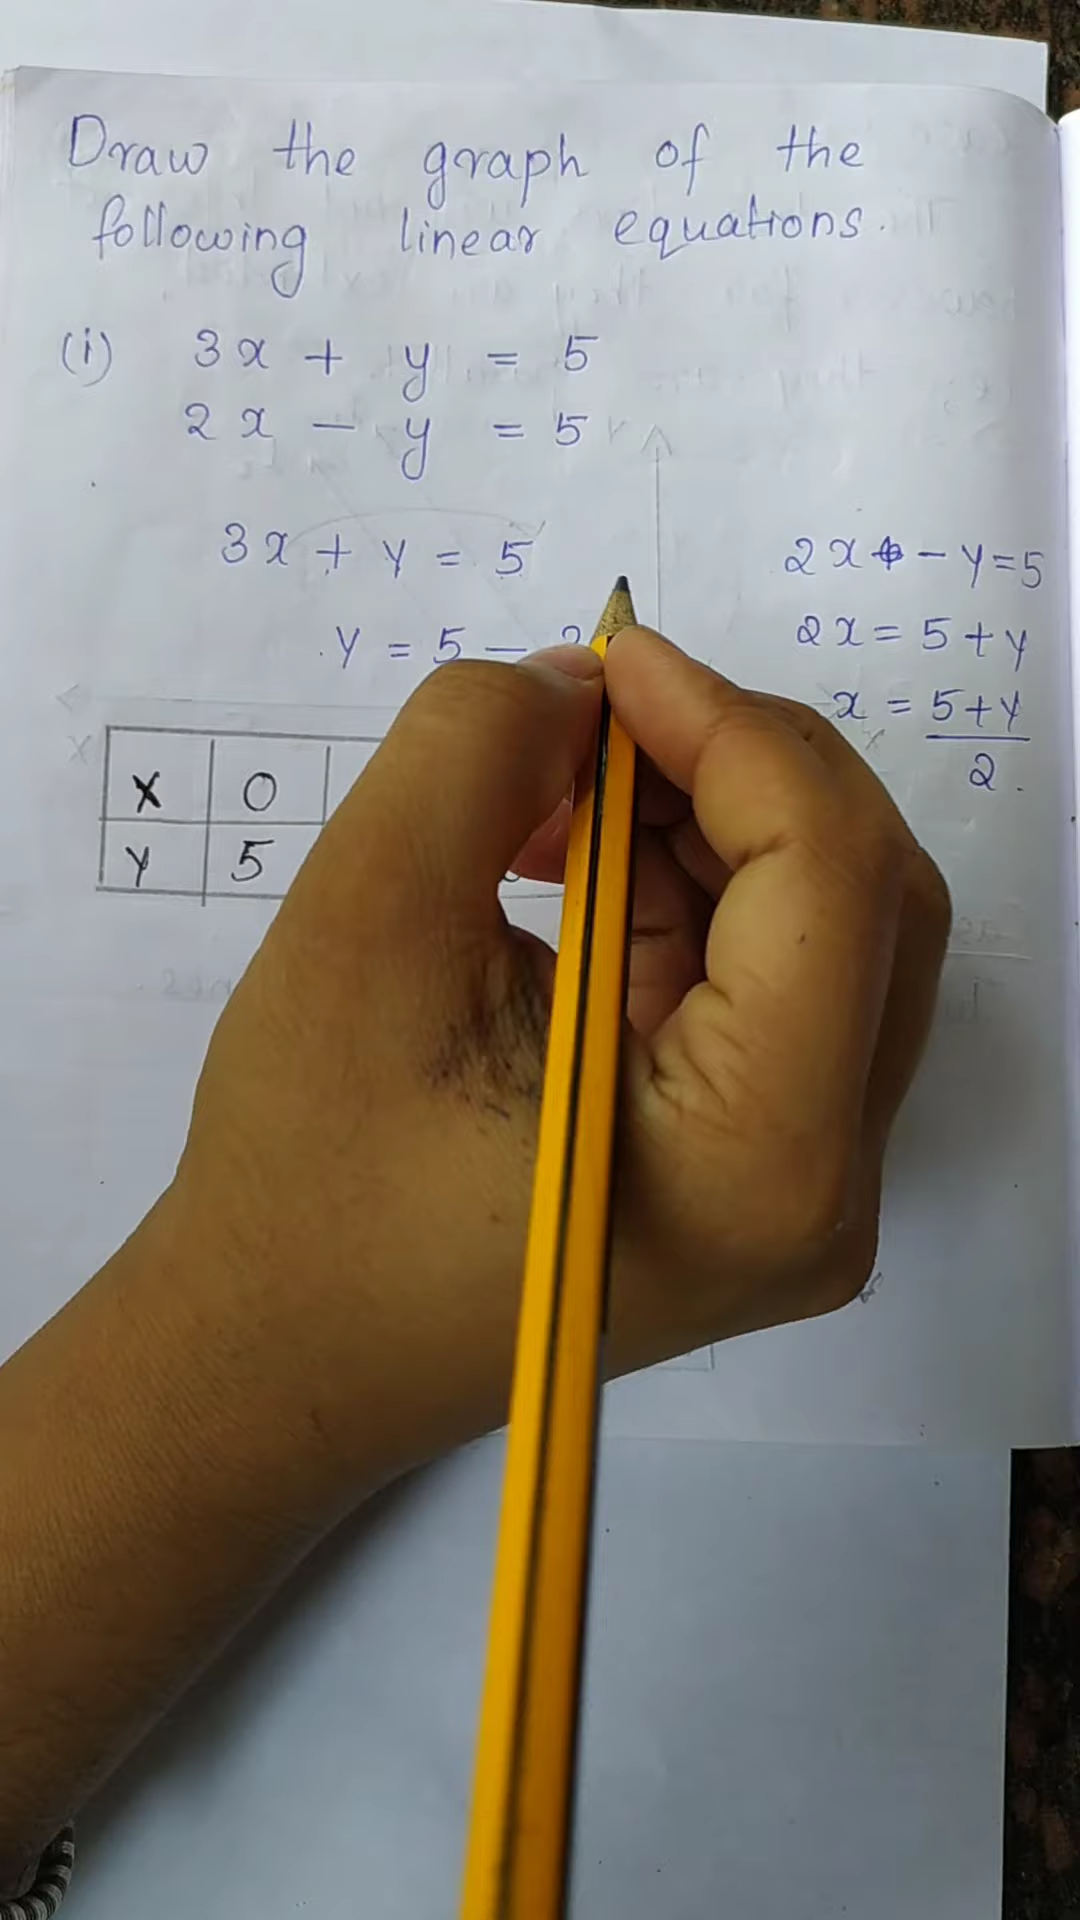 Draw the graph of the
following linear equations.
(i) 3x + y = 5
2x - y = 5
3x + y = 5
y = 5 -
2x - y = 5
2x = 5 + y
x = 5+y
2.
X 0
Y 5
X